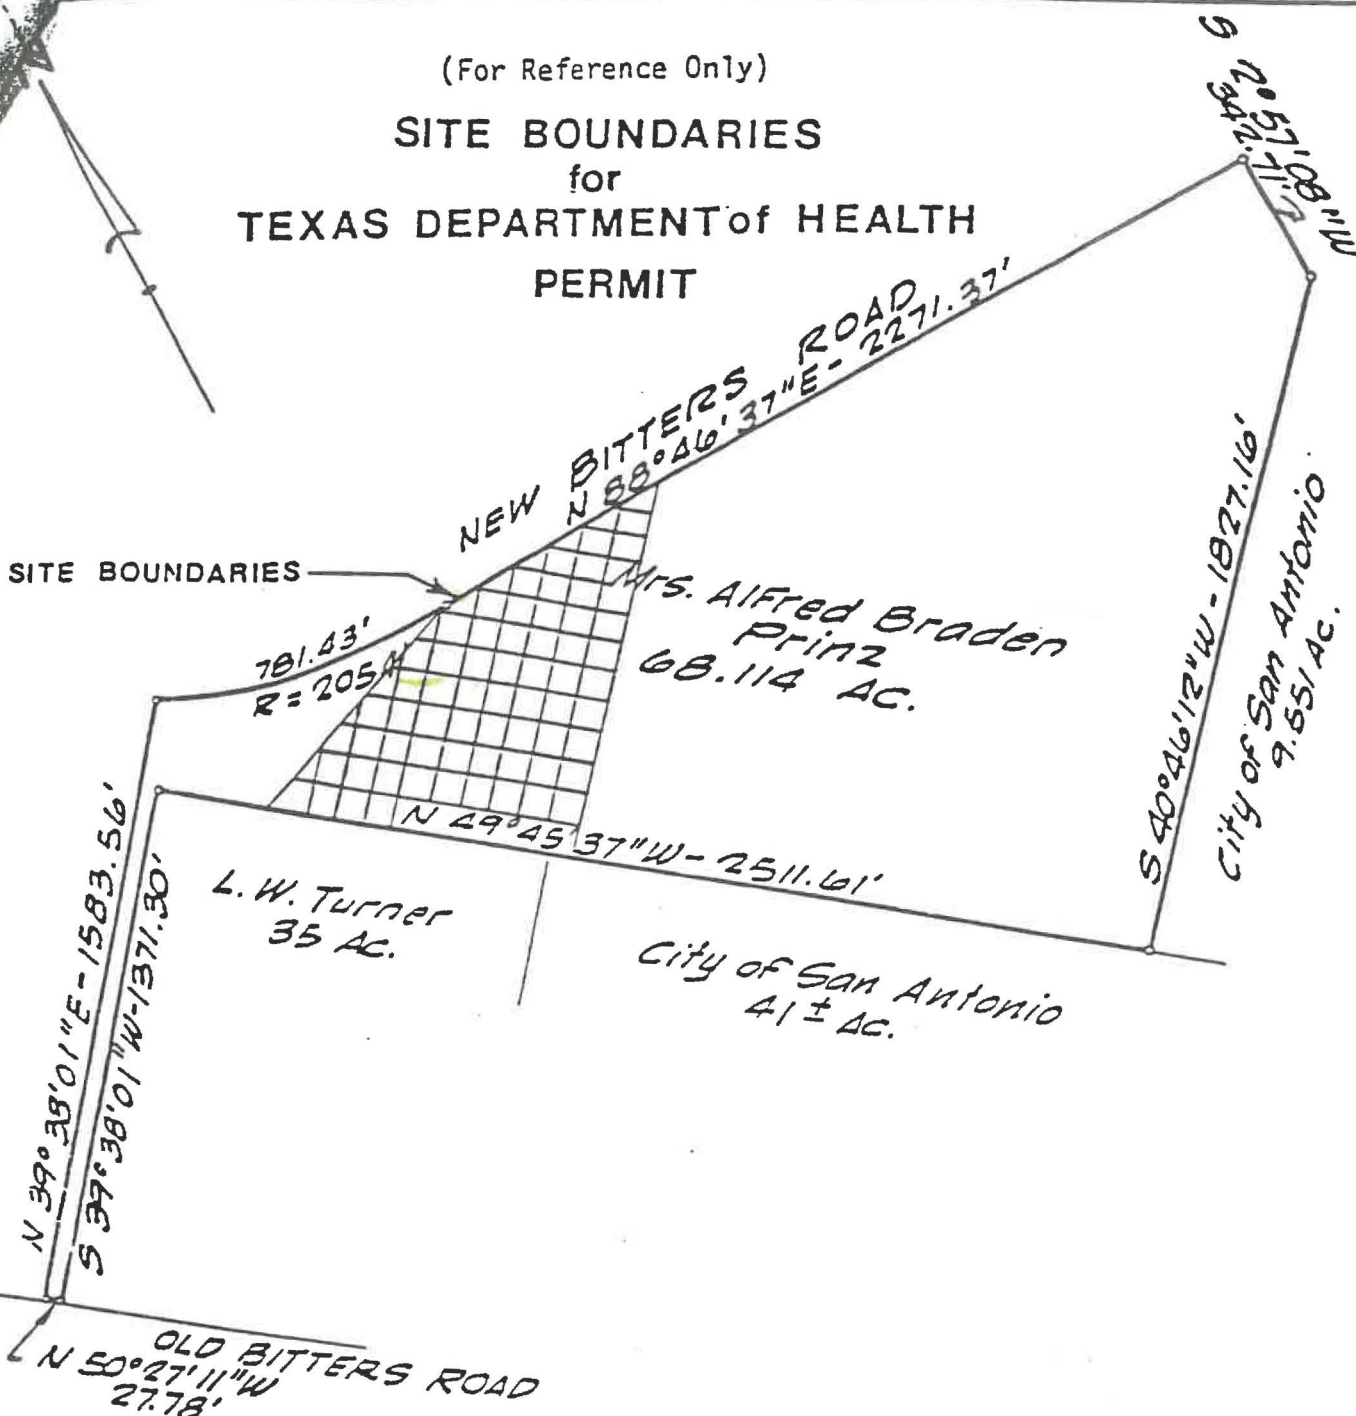 (For Reference Only)
SITE BOUNDARIES
for
TEXAS DEPARTMENT of HEALTH
PERMIT
NEW BITTERS ROAD
N 88°46'37"E - 2271.37'
SITE BOUNDARIES
781.43'
R = 205
Mrs. Alfred Braden
Prinz
68.114 AC.
S 40°46'12"W - 1827.16'
City of San Antonio
9.551 Ac.
N 49°45'37"W - 2511.61'
L.W. Turner
35 Ac.
City of San Antonio
41 ± Ac.
N 39°38'01"E - 1583.56'
S 39°38'01"W - 1371.30'
OLD BITTERS ROAD
N 50°27'11"W
27.78'